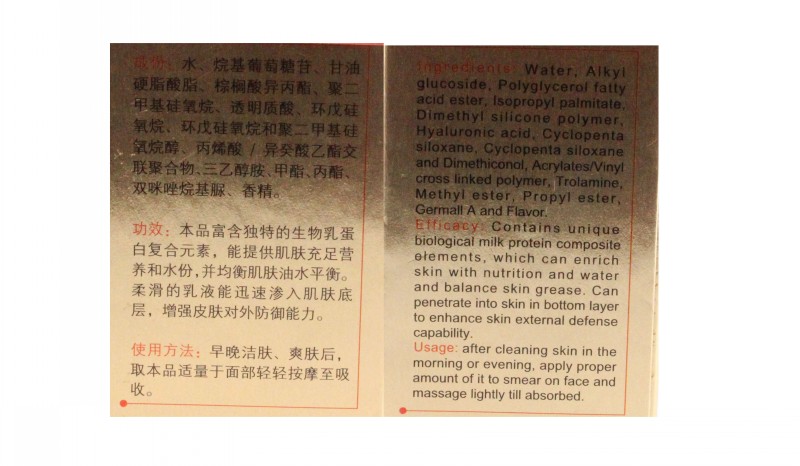 成份：水、烷基葡萄糖苷、甘油
硬脂酸脂、棕榈酸异丙酯、聚二
甲基硅氧烷、透明质酸、环戊硅
氧烷、环戊硅氧烷和聚二甲基硅
氧烷醇、丙烯酸／异癸酸乙酯交
联聚合物、三乙醇胺、甲酯、丙酯、
双咪唑烷基脲、香精。
功效：本品富含独特的生物乳蛋
白复合元素，能提供肌肤充足营
养和水份，并均衡肌肤油水平衡。
柔滑的乳液能迅速渗入肌肤底
层，增强皮肤对外防御能力。
使用方法：早晚洁肤、爽肤后，
取本品适量于面部轻轻按摩至吸
收。
Ingredients: Water, Alkyl
glucoside, Polyglycerol fatty
acid ester, Isopropyl palmitate,
Dimethyl silicone polymer,
Hyaluronic acid, Cyclopenta
siloxane, Cyclopenta siloxane
and Dimethiconol, Acrylates/Vinyl
cross linked polymer, Trolamine,
Methyl ester, Propyl ester,
Germall A and Flavor.
Efficacy: Contains unique
biological milk protein composite
elements, which can enrich
skin with nutrition and water
and balance skin grease. Can
penetrate into skin in bottom layer
to enhance skin external defense
capability.
Usage: after cleaning skin in the
morning or evening, apply proper
amount of it to smear on face and
massage lightly till absorbed.